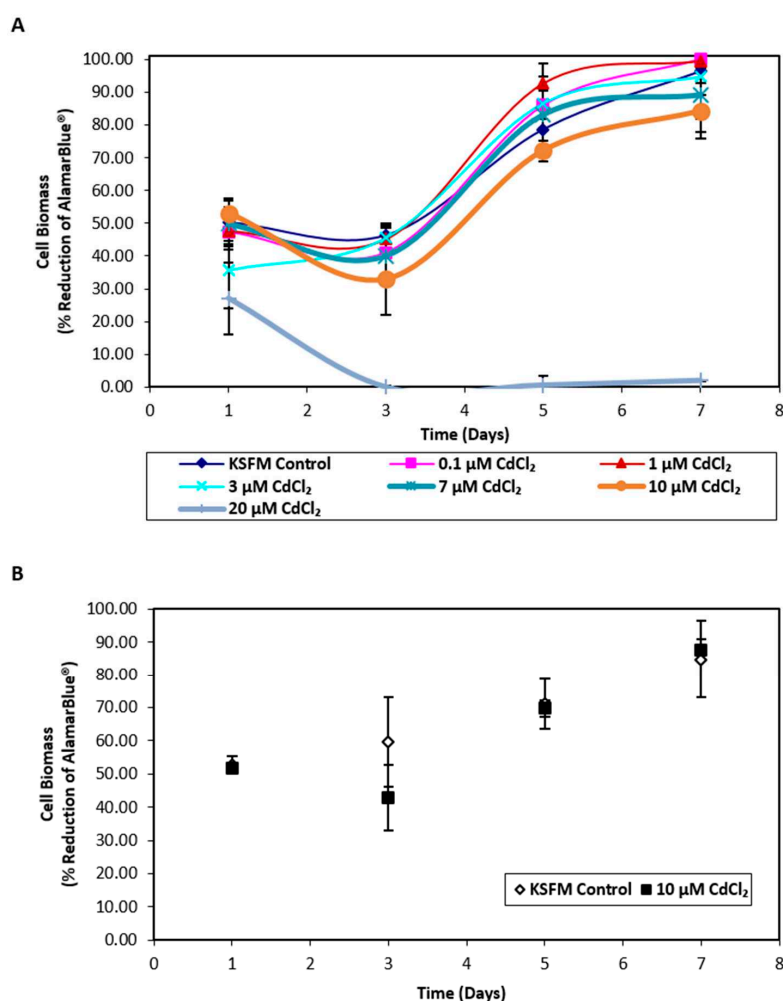 A
100.00
90.00
80.00
70.00
60.00
50.00
40.00
30.00
20.00
10.00
0.00
Cell Biomass
(% Reduction of AlamarBlue®)
0 1 2 3 4 5 6 7 8
Time (Days)
KSFM Control 0.1 µM CdCl₂ 1 µM CdCl₂
3 µM CdCl₂ 7 µM CdCl₂ 10 µM CdCl₂
20 µM CdCl₂
B
100.00
90.00
80.00
70.00
60.00
50.00
40.00
30.00
20.00
10.00
0.00
Cell Biomass
(% Reduction of AlamarBlue®)
KSFM Control 10 µM CdCl₂
0 1 2 3 4 5 6 7 8
Time (Days)